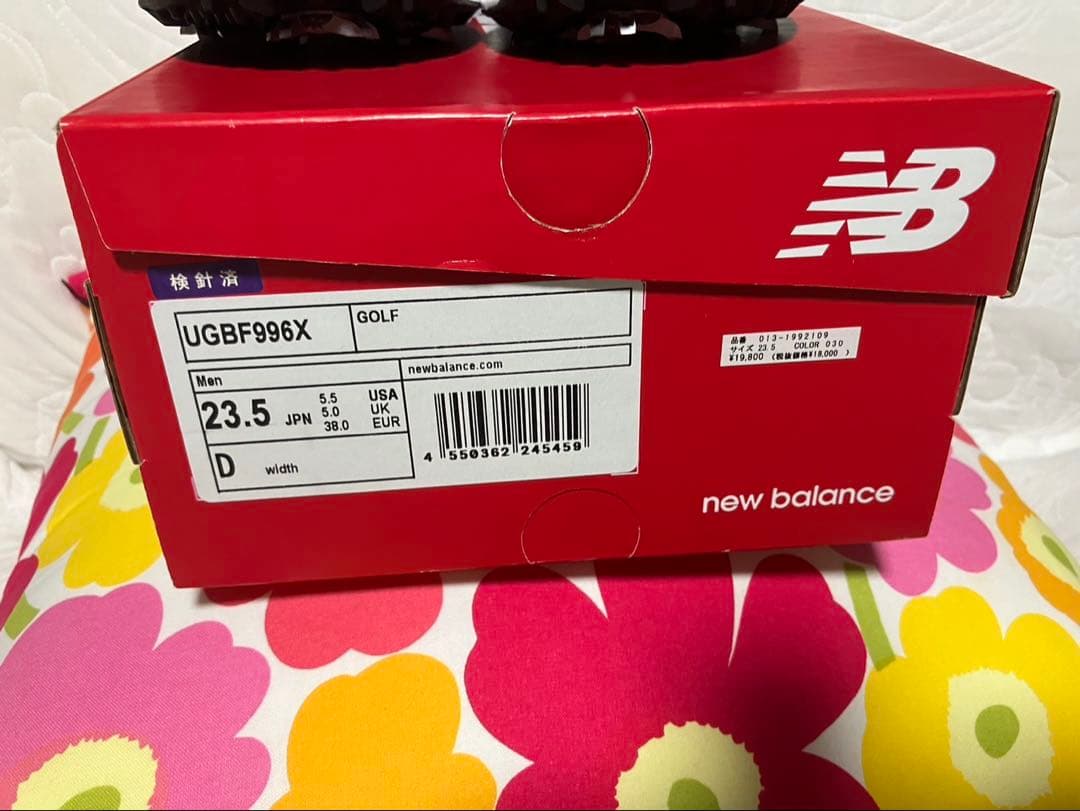 NB
検針済
UGBF996X
GOLF
Men
newbalance.com
23.5 JPN
5.5 USA
5.0 UK
38.0 EUR
D width
4 550362 245459
品番 013-1992109
サイズ 23.5 COLOR 030
¥19,800 (税抜価格¥18,000 )
new balance